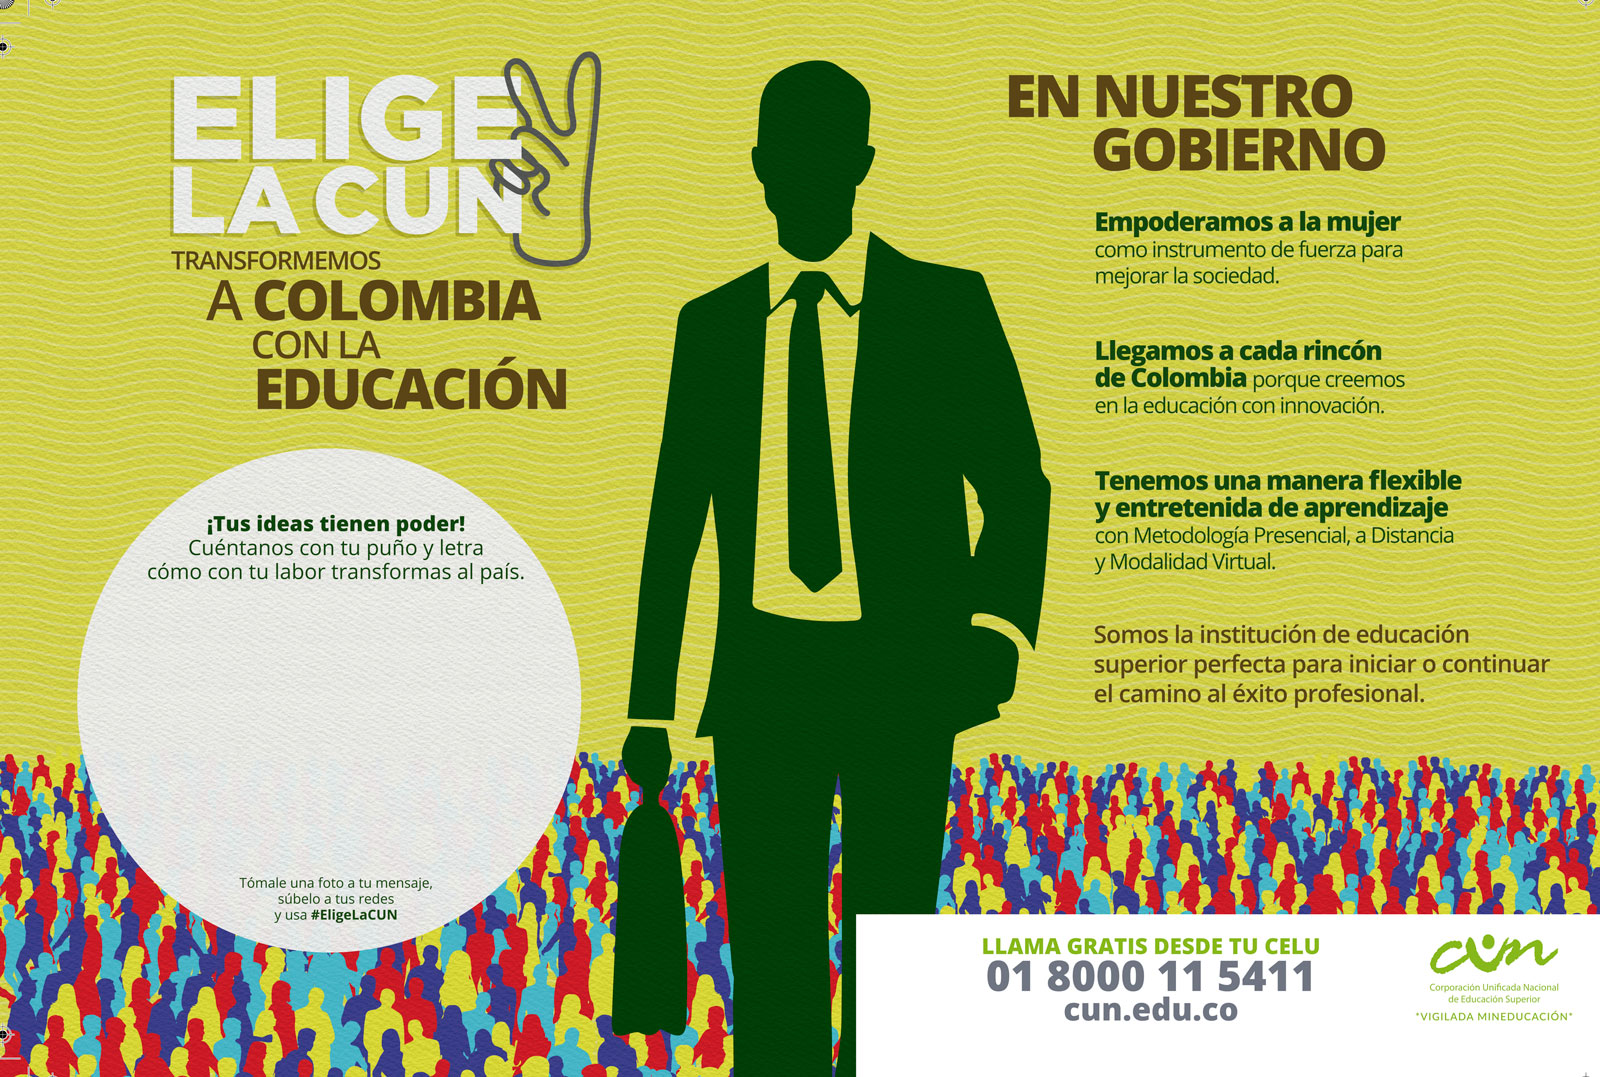 ELIGE
LA CUN
TRANSFORMEMOS
A COLOMBIA
CON LA
EDUCACIÓN
¡Tus ideas tienen poder!
Cuéntanos con tu puño y letra
cómo con tu labor transformas al país.
Tómale una foto a tu mensaje,
súbelo a tus redes
y usa #EligeLaCUN
EN NUESTRO
GOBIERNO
Empoderamos a la mujer
como instrumento de fuerza para
mejorar la sociedad.
Llegamos a cada rincón
de Colombia porque creemos
en la educación con innovación.
Tenemos una manera flexible
y entretenida de aprendizaje
con Metodología Presencial, a Distancia
y Modalidad Virtual.
Somos la institución de educación
superior perfecta para iniciar o continuar
el camino al éxito profesional.
LLAMA GRATIS DESDE TU CELU
01 8000 11 5411
cun.edu.co
cun
Corporación Unificada Nacional
de Educación Superior
"VIGILADA MINEDUCACIÓN"